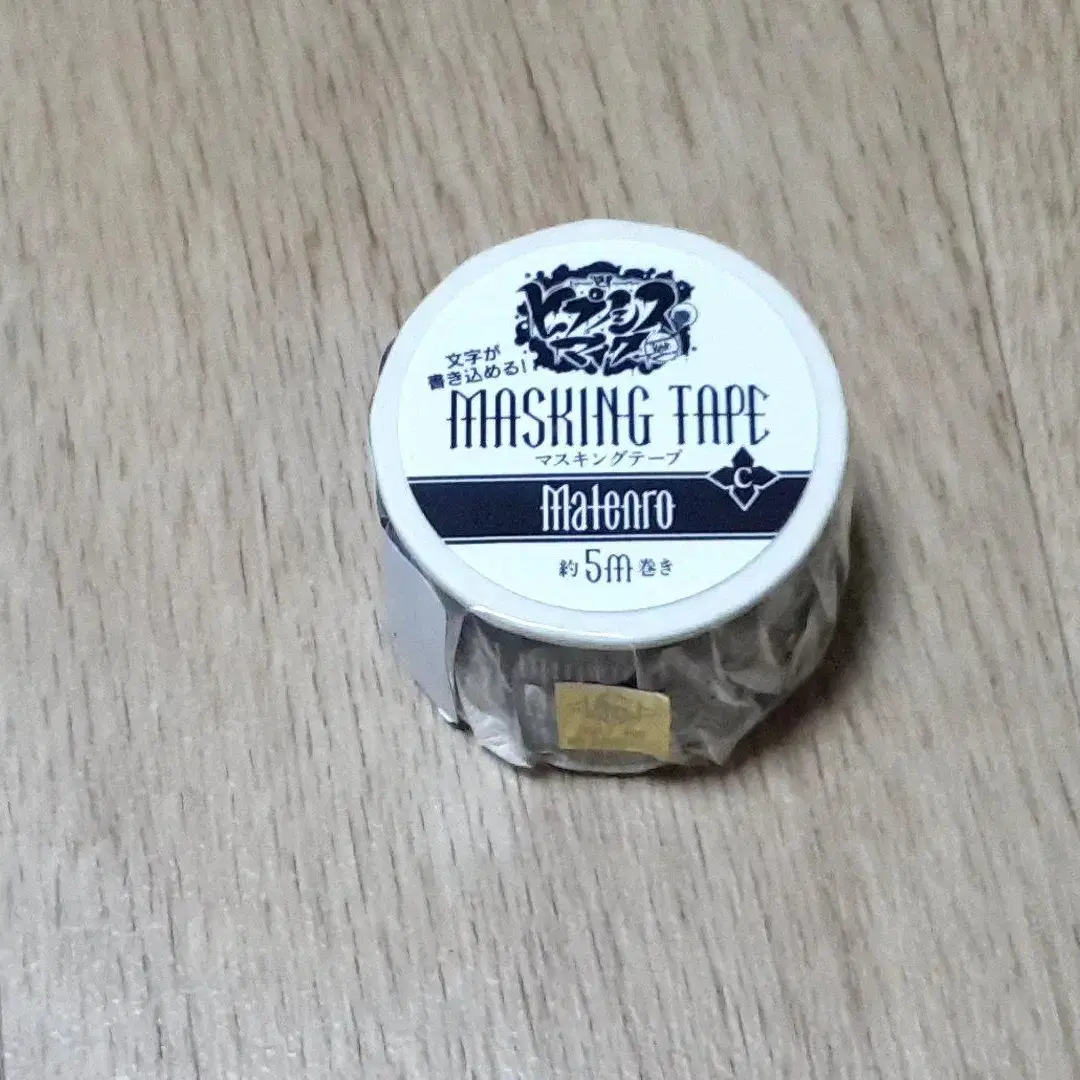 ヒプノシス
マイク
文字が
書き込める!
MASKING TAPE
マスキングテープ
C
Matenro
約5m巻き